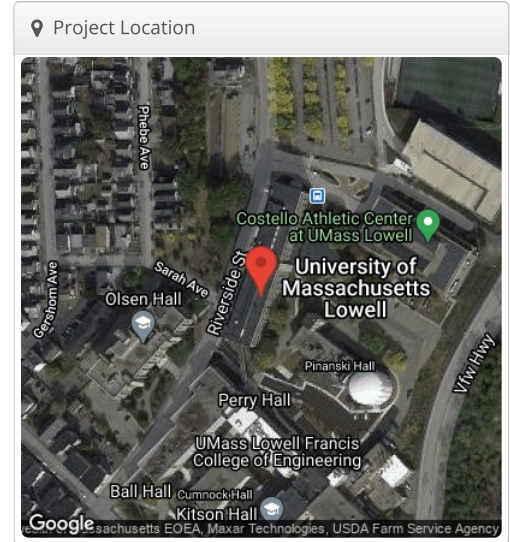 Project Location
Phebe Ave
Costello Athletic Center
at UMass Lowell
Sarah Ave
Riverside St
University of
Massachusetts
Lowell
Gershom Ave
Olsen Hall
Pinanski Hall
Vfw Hwy
Perry Hall
UMass Lowell Francis
College of Engineering
Ball Hall
Cumnock Hall
Kitson Hall
Google
ssachusetts EOEA, Maxar Technologies, USDA Farm Service Agency